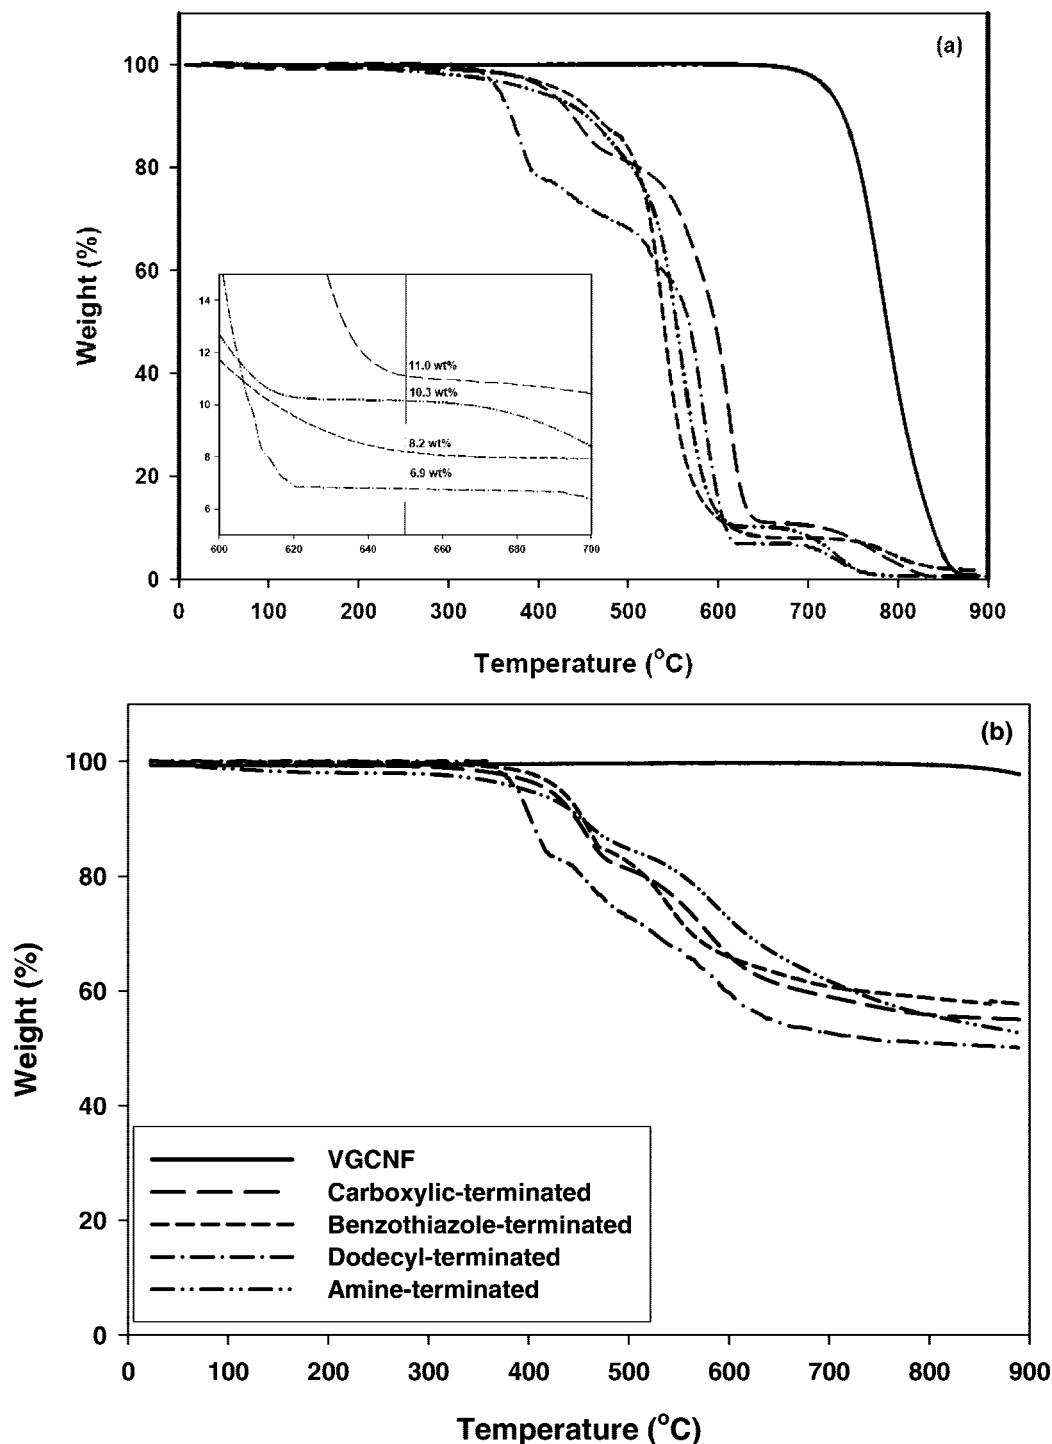 (a)
100
80
60
40
20
0
Weight (%)
14
12
10
8
6
11.0 wt%
10.3 wt%
8.2 wt%
6.9 wt%
600 620 640 660 680 700
0 100 200 300 400 500 600 700 800 900
Temperature (°C)
(b)
100
80
60
40
20
0
Weight (%)
VGCNF
Carboxylic-terminated
Benzothiazole-terminated
Dodecyl-terminated
Amine-terminated
0 100 200 300 400 500 600 700 800 900
Temperature (°C)